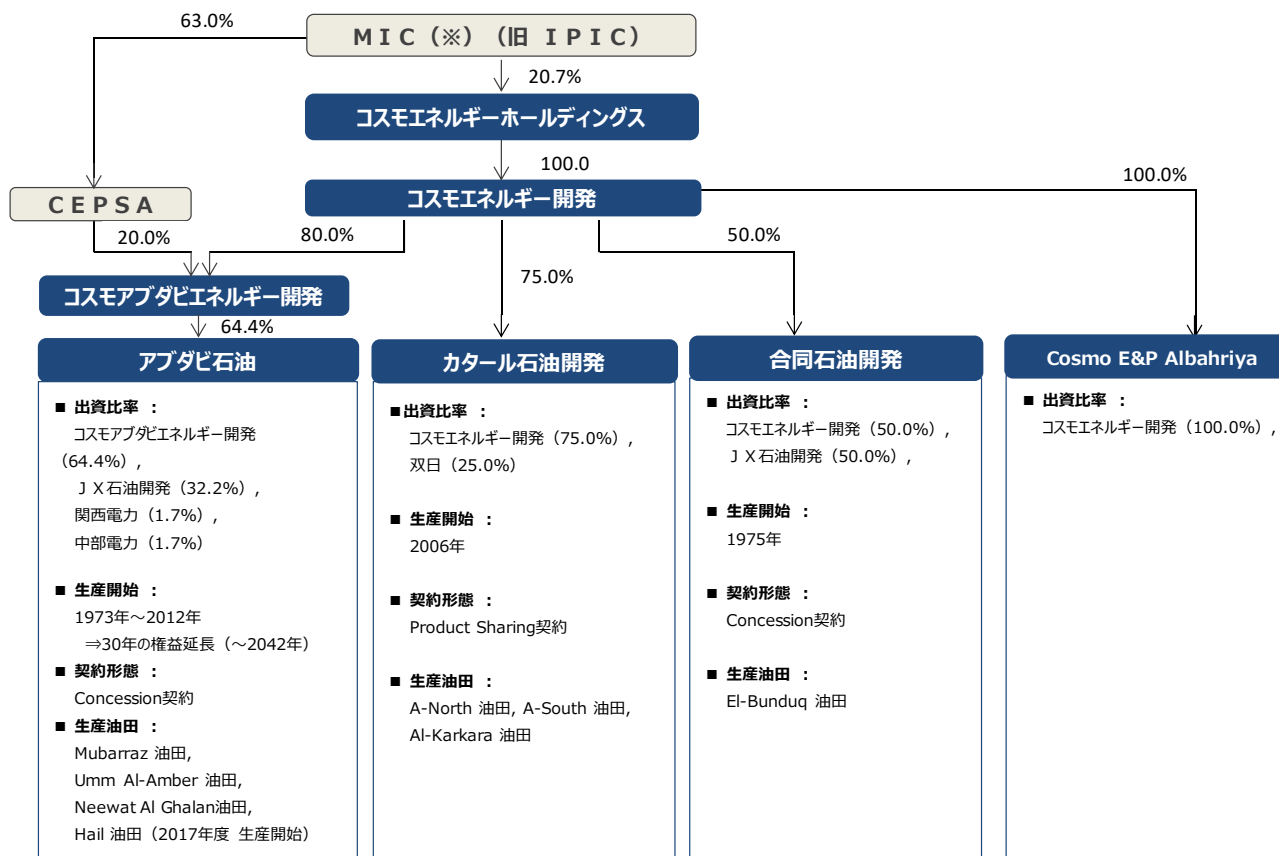 63.0%
ＭＩＣ（※）（旧 ＩＰＩＣ）
20.7%
コスモエネルギーホールディングス
100.0
コスモエネルギー開発
100.0%
ＣＥＰＳＡ
20.0%
80.0%
50.0%
75.0%
コスモアブダビエネルギー開発
64.4%
アブダビ石油
■ 出資比率 ：
コスモアブダビエネルギー開発
（64.4%）,
ＪＸ石油開発（32.2%）,
関西電力（1.7%）,
中部電力（1.7%）
■ 生産開始 ：
1973年～2012年
⇒30年の権益延長（～2042年）
■ 契約形態 ：
Concession契約
■ 生産油田 ：
Mubarraz 油田,
Umm Al-Amber 油田,
Neewat Al Ghalan油田,
Hail 油田（2017年度 生産開始）
カタール石油開発
■出資比率 ：
コスモエネルギー開発（75.0%）,
双日（25.0%）
■ 生産開始 ：
2006年
■ 契約形態 ：
Product Sharing契約
■ 生産油田 ：
A-North 油田, A-South 油田,
Al-Karkara 油田
合同石油開発
■ 出資比率 ：
コスモエネルギー開発（50.0%）,
ＪＸ石油開発（50.0%）,
■ 生産開始 ：
1975年
■ 契約形態 ：
Concession契約
■ 生産油田 ：
El-Bunduq 油田
Cosmo E&P Albahriya
■ 出資比率 ：
コスモエネルギー開発（100.0%）,